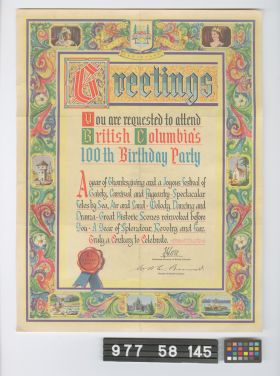 Greetings
You are requested to attend
British Columbia's
100th Birthday Party
A year of Thanksgiving and a Joyous Festival of
Gaiety, Carnival and Pageantry · Spectacular
Fetes by Sea, Air and Land · Melody, Dancing and
Drama · Great Historic Scenes reinvoked before
You · A Year of Splendour, Revelry and Fun.
Truly a Century to Celebrate.
977 58 145